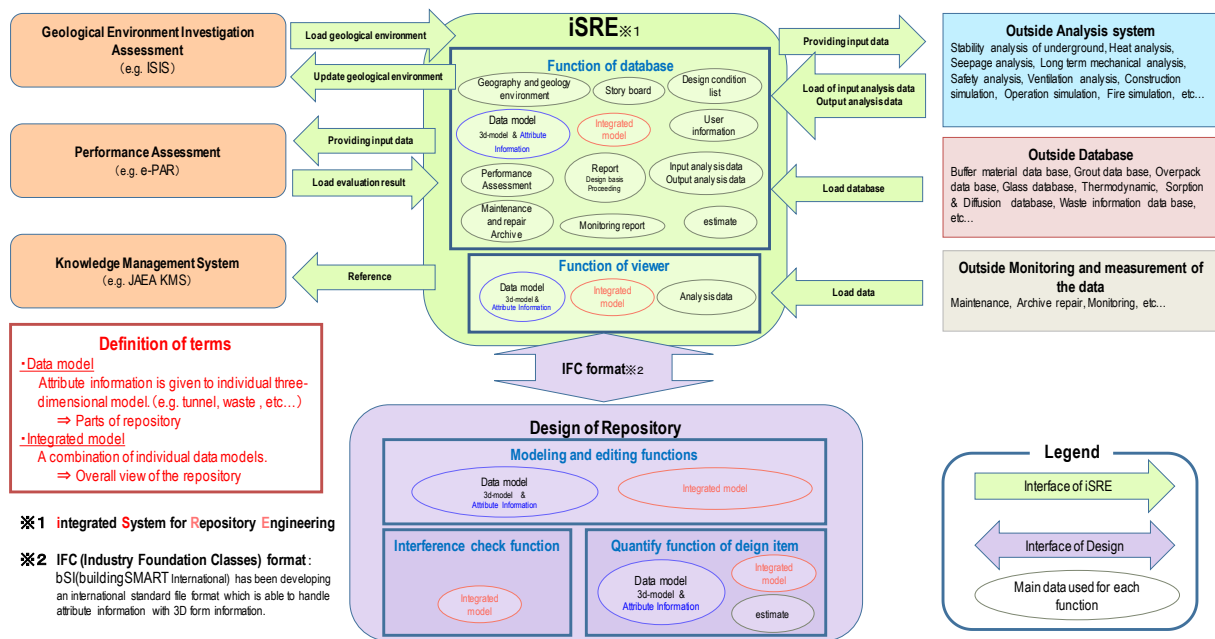 Geological Environment Investigation
Assessment
(e.g. ISIS)
Performance Assessment
(e.g. e-PAR)
Knowledge Management System
(e.g. JAEA KMS)
Load geological environment
Update geological environment
Providing input data
Load evaluation result
Reference
iSRE※1
Function of database
Geography and geology
environment
Story board
Design condition
list
Data model
3d-model & Attribute
Information
Integrated
model
User
information
Performance
Assessment
Report
Design basis
Proceeding
Input analysis data
Output analysis data
Maintenance
and repair
Archive
Monitoring report
estimate
Function of viewer
Data model
3d-model &
Attribute Information
Integrated
model
Analysis data
Providing input data
Load of input analysis data
Output analysis data
Load database
Load data
Outside Analysis system
Stability analysis of underground, Heat analysis,
Seepage analysis, Long term mechanical analysis,
Safety analysis, Ventilation analysis, Construction
simulation, Operation simulation, Fire simulation, etc…
Outside Database
Buffer material data base, Grout data base, Overpack
data base, Glass database, Thermodynamic, Sorption
& Diffusion database, Waste information data base,
etc…
Outside Monitoring and measurement of
the data
Maintenance, Archive repair, Monitoring, etc…
Definition of terms
・Data model
Attribute information is given to individual three-
dimensional model. (e.g. tunnel, waste , etc…)
⇒ Parts of repository
・Integrated model
A combination of individual data models.
⇒ Overall view of the repository
※1 integrated System for Repository Engineering
※2 IFC (Industry Foundation Classes) format :
bSI(buildingSMART International) has been developing
an international standard file format which is able to handle
attribute information with 3D form information.
IFC format※2
Design of Repository
Modeling and editing functions
Data model
3d-model &
Attribute Information
Integrated model
Interference check function
Integrated
model
Quantify function of deign item
Data model
3d-model &
Attribute Information
Integrated
model
estimate
Legend
Interface of iSRE
Interface of Design
Main data used for each
function